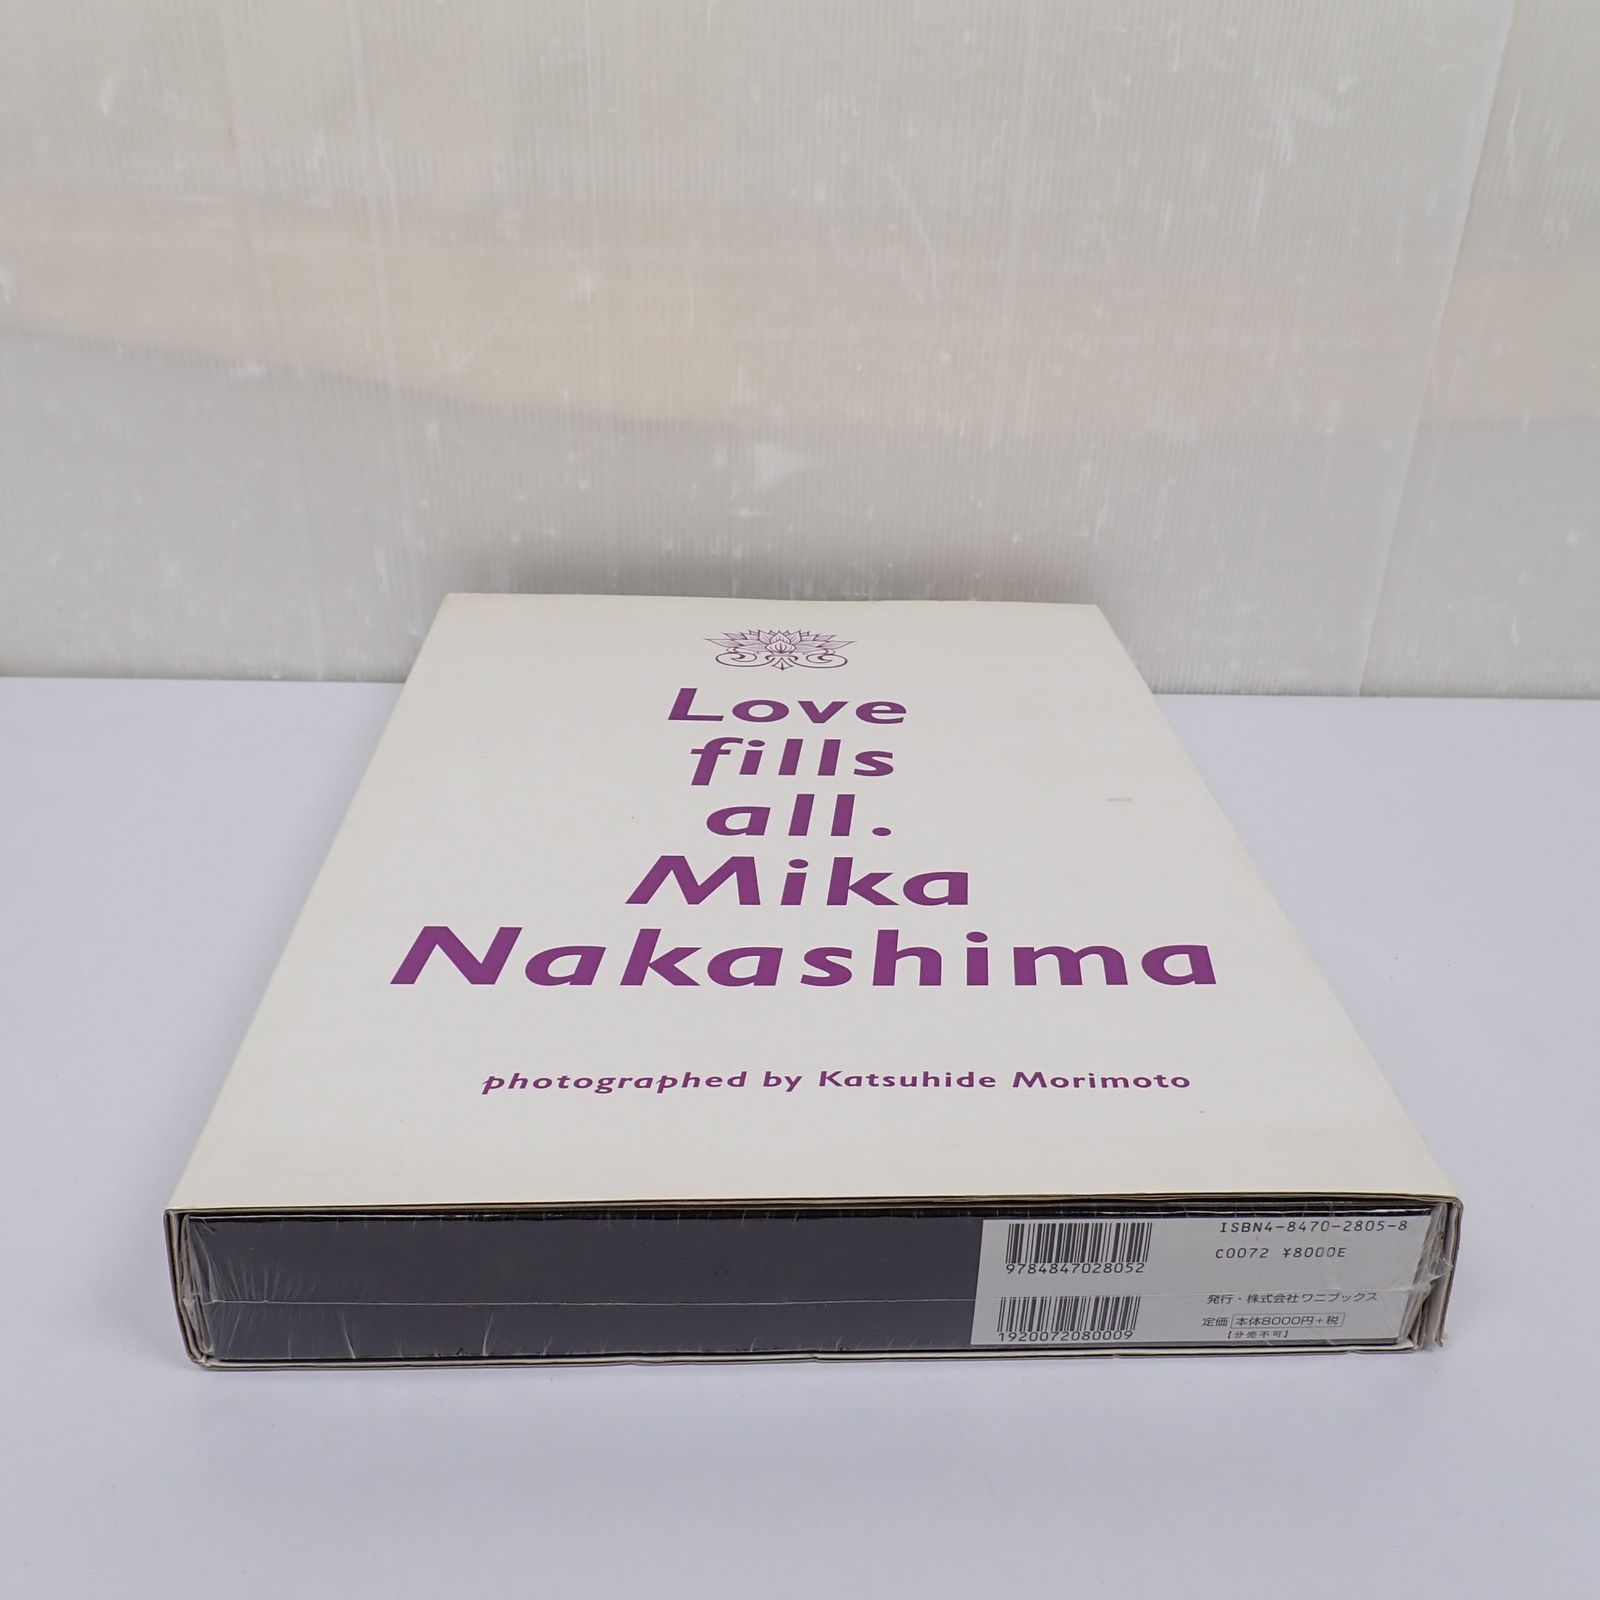 Love
fills
all.
Mika
Nakashima
photographed by Katsuhide Morimoto
9784847028052
1920072080009
ISBN4-8470-2805-8
C0072 ¥8000E
発行・株式会社ワニブックス
定価 本体8000円+税
【分売不可】